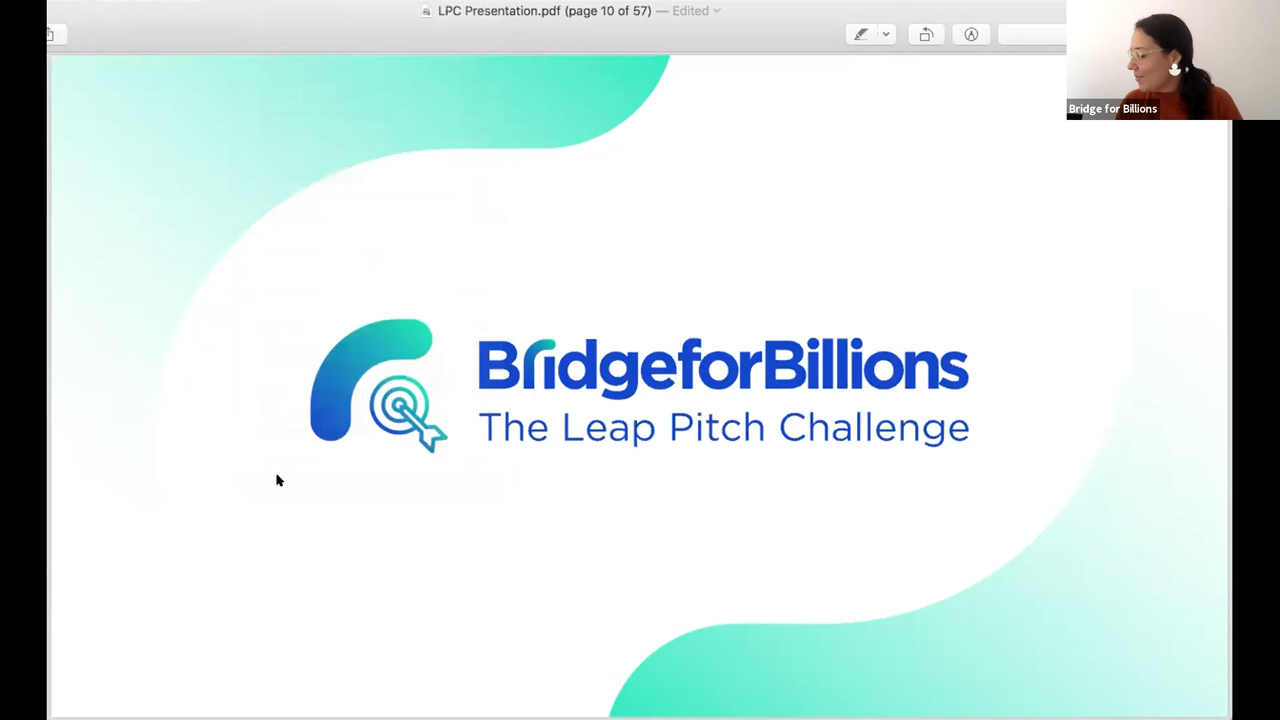 LPC Presentation.pdf (page 10 of 57) — Edited
Bridge for Billions
BridgeforBillions
The Leap Pitch Challenge